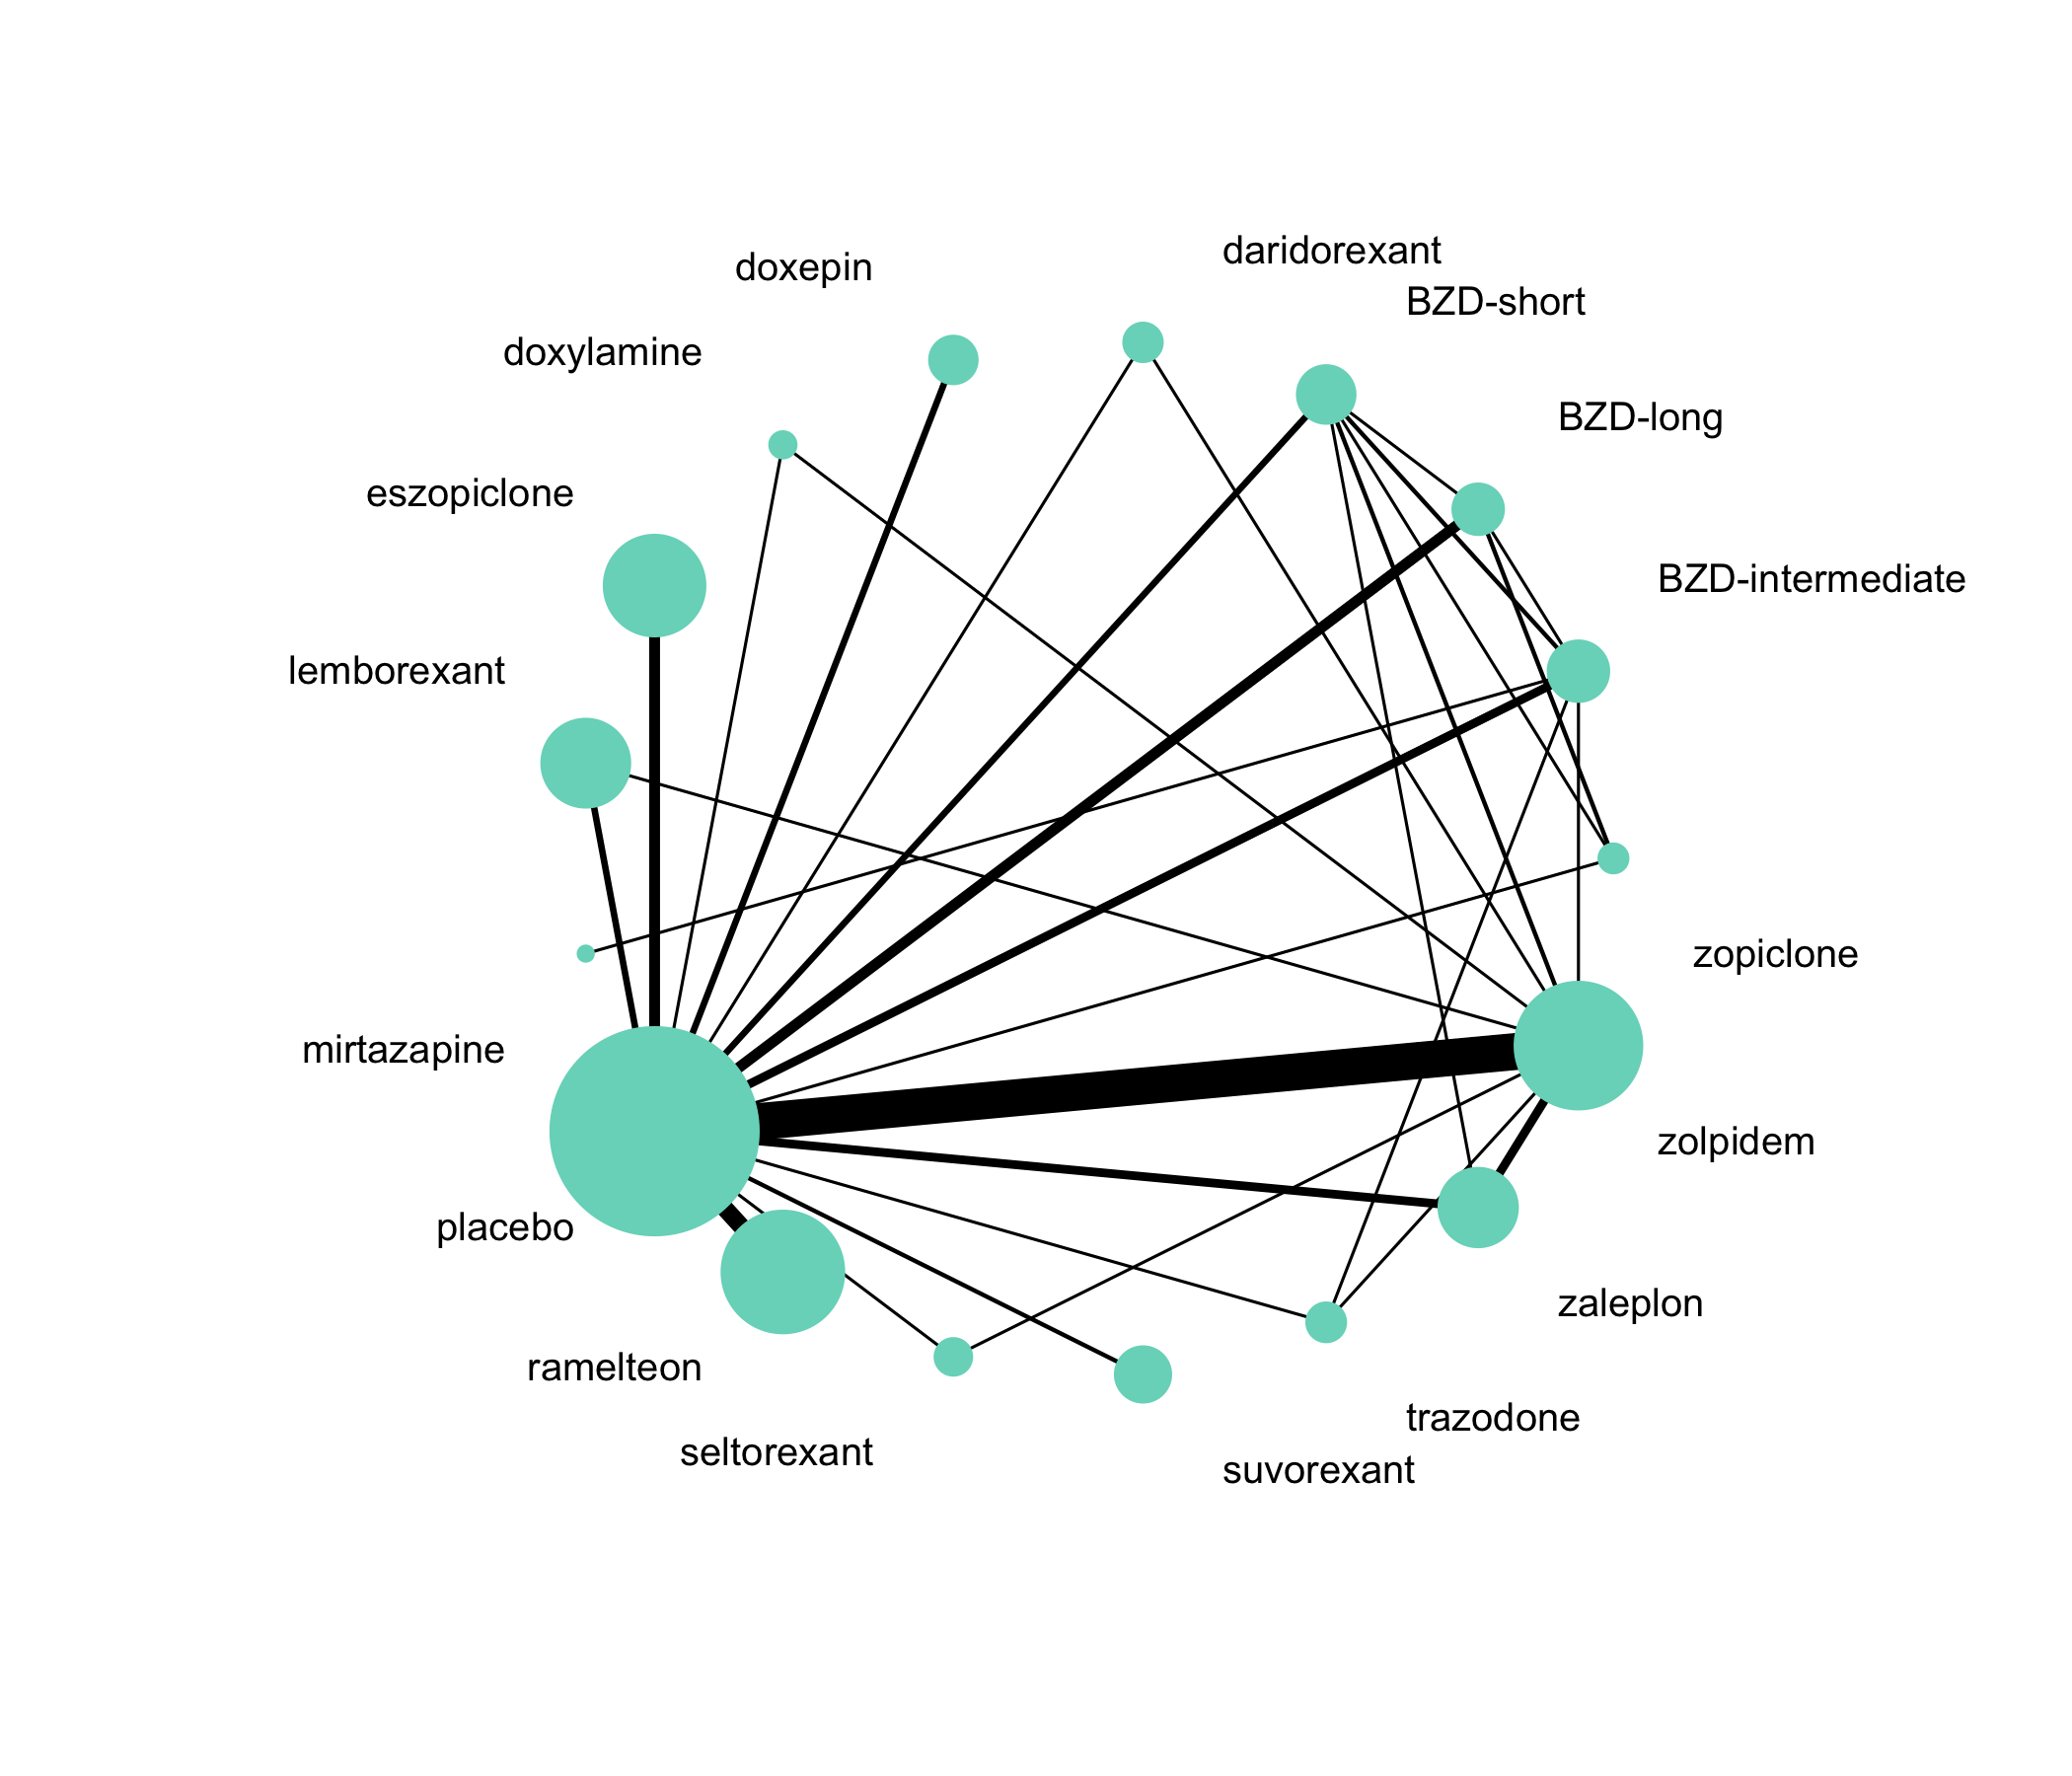 daridorexant
doxepin
BZD-short
doxylamine
BZD-long
eszopiclone
BZD-intermediate
lemborexant
zopiclone
mirtazapine
zolpidem
placebo
zaleplon
ramelteon
trazodone
seltorexant
suvorexant